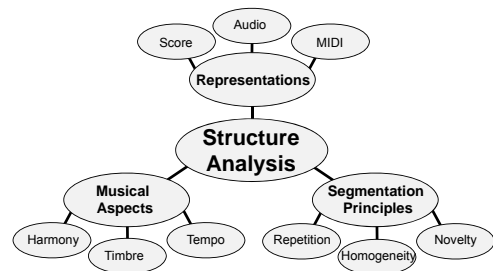 Audio
Score
MIDI
Representations
Structure
Analysis
Musical
Aspects
Segmentation
Principles
Harmony
Timbre
Tempo
Repetition
Homogeneity
Novelty